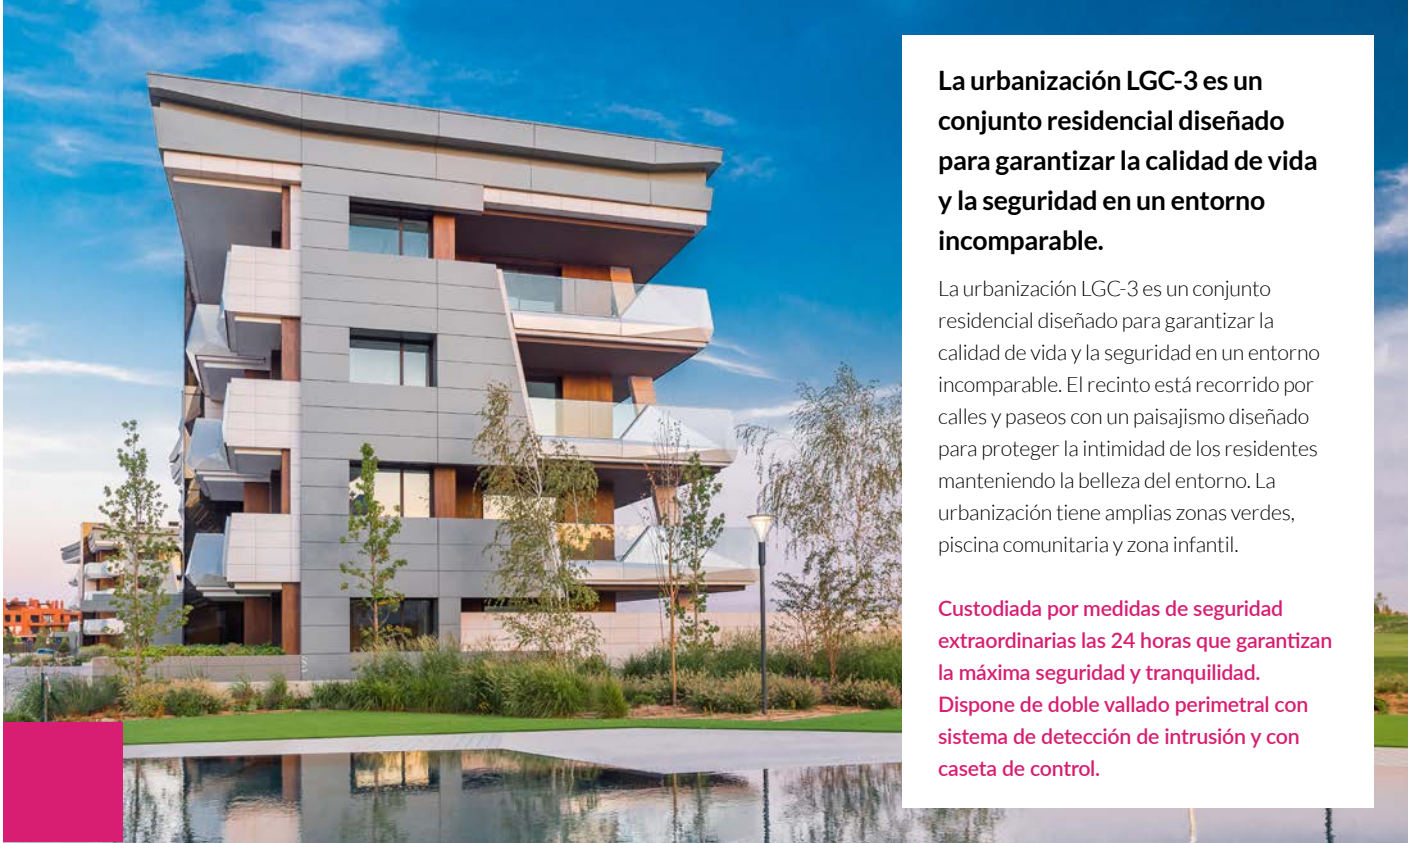 La urbanización LGC-3 es un
conjunto residencial diseñado
para garantizar la calidad de vida
y la seguridad en un entorno
incomparable.
La urbanización LGC-3 es un conjunto
residencial diseñado para garantizar la
calidad de vida y la seguridad en un entorno
incomparable. El recinto está recorrido por
calles y paseos con un paisajismo diseñado
para proteger la intimidad de los residentes
manteniendo la belleza del entorno. La
urbanización tiene amplias zonas verdes,
piscina comunitaria y zona infantil.
Custodiada por medidas de seguridad
extraordinarias las 24 horas que garantizan
la máxima seguridad y tranquilidad.
Dispone de doble vallado perimetral con
sistema de detección de intrusión y con
caseta de control.